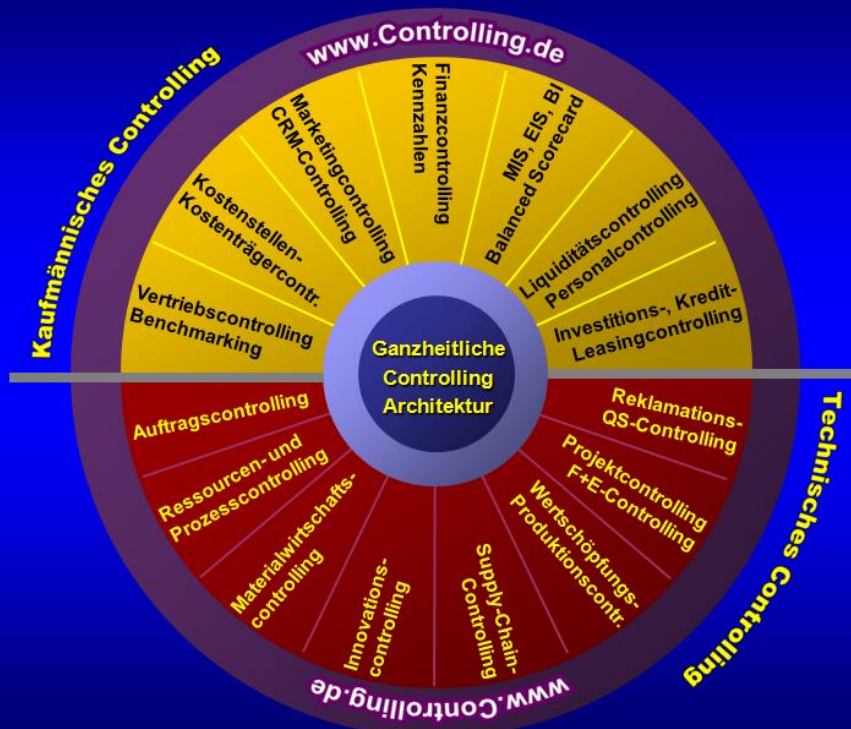 www.Controlling.de
Kaufmännisches Controlling
Vertriebscontrolling
Benchmarking
Kostenstellen-
Kostenträgercontr.
Marketingcontrolling
CRM-Controlling
Finanzcontrolling
Kennzahlen
MIS, EIS, BI
Balanced Scorecard
Liquiditätscontrolling
Personalcontrolling
Investitions-, Kredit-
Leasingcontrolling
Ganzheitliche
Controlling
Architektur
Auftragscontrolling
Ressourcen- und
Prozesscontrolling
Materialwirtschafts-
controlling
Innovations-
controlling
Supply-Chain-
Controlling
Wertschöpfungs-
Produktionscontr.
Projektcontrolling
F+E-Controlling
Reklamations-
QS-Controlling
Technisches Controlling
www.Controlling.de